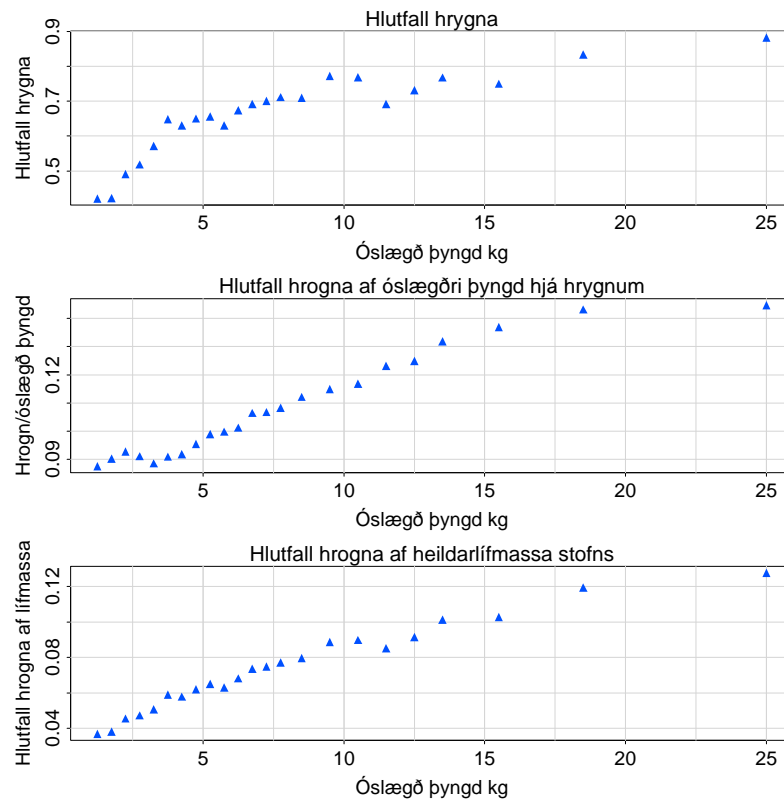 Hlutfall hrygna
Hlutfall hrygna
0.9
0.7
0.5
5 10 15 20 25
Óslægð þyngd kg
Hlutfall hrogna af óslægðri þyngd hjá hrygnum
Hrogn/óslægð þyngd
0.12
0.09
5 10 15 20 25
Óslægð þyngd kg
Hlutfall hrogna af heildarlífmassa stofns
Hlutfall hrogna af lífmassa
0.12
0.08
0.04
5 10 15 20 25
Óslægð þyngd kg